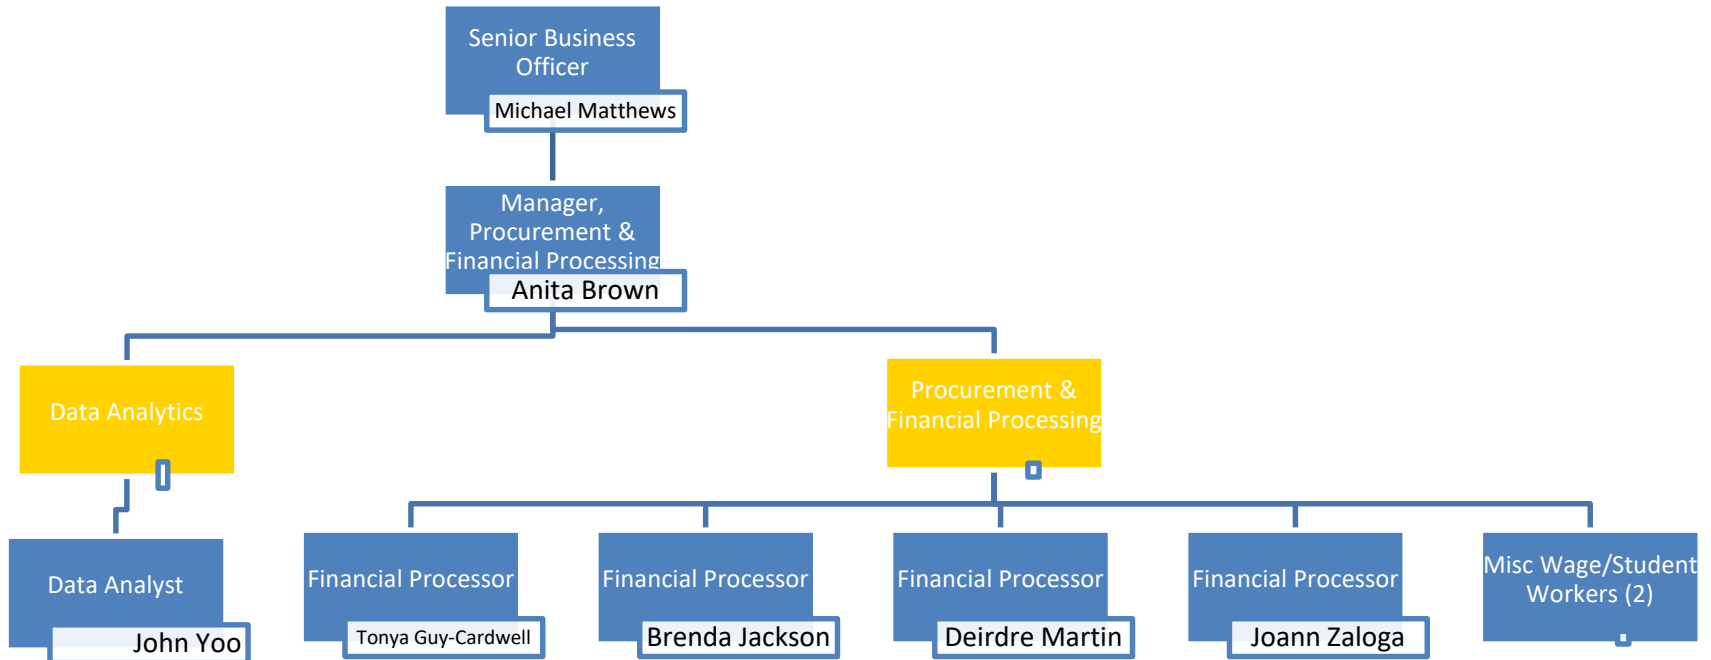 Senior Business
Officer
Michael Matthews
Manager,
Procurement &
Financial Processing
Anita Brown
Data Analytics
Procurement &
Financial Processing
Data Analyst
John Yoo
Financial Processor
Tonya Guy-Cardwell
Financial Processor
Brenda Jackson
Financial Processor
Deirdre Martin
Financial Processor
Joann Zaloga
Misc Wage/Student
Workers (2)